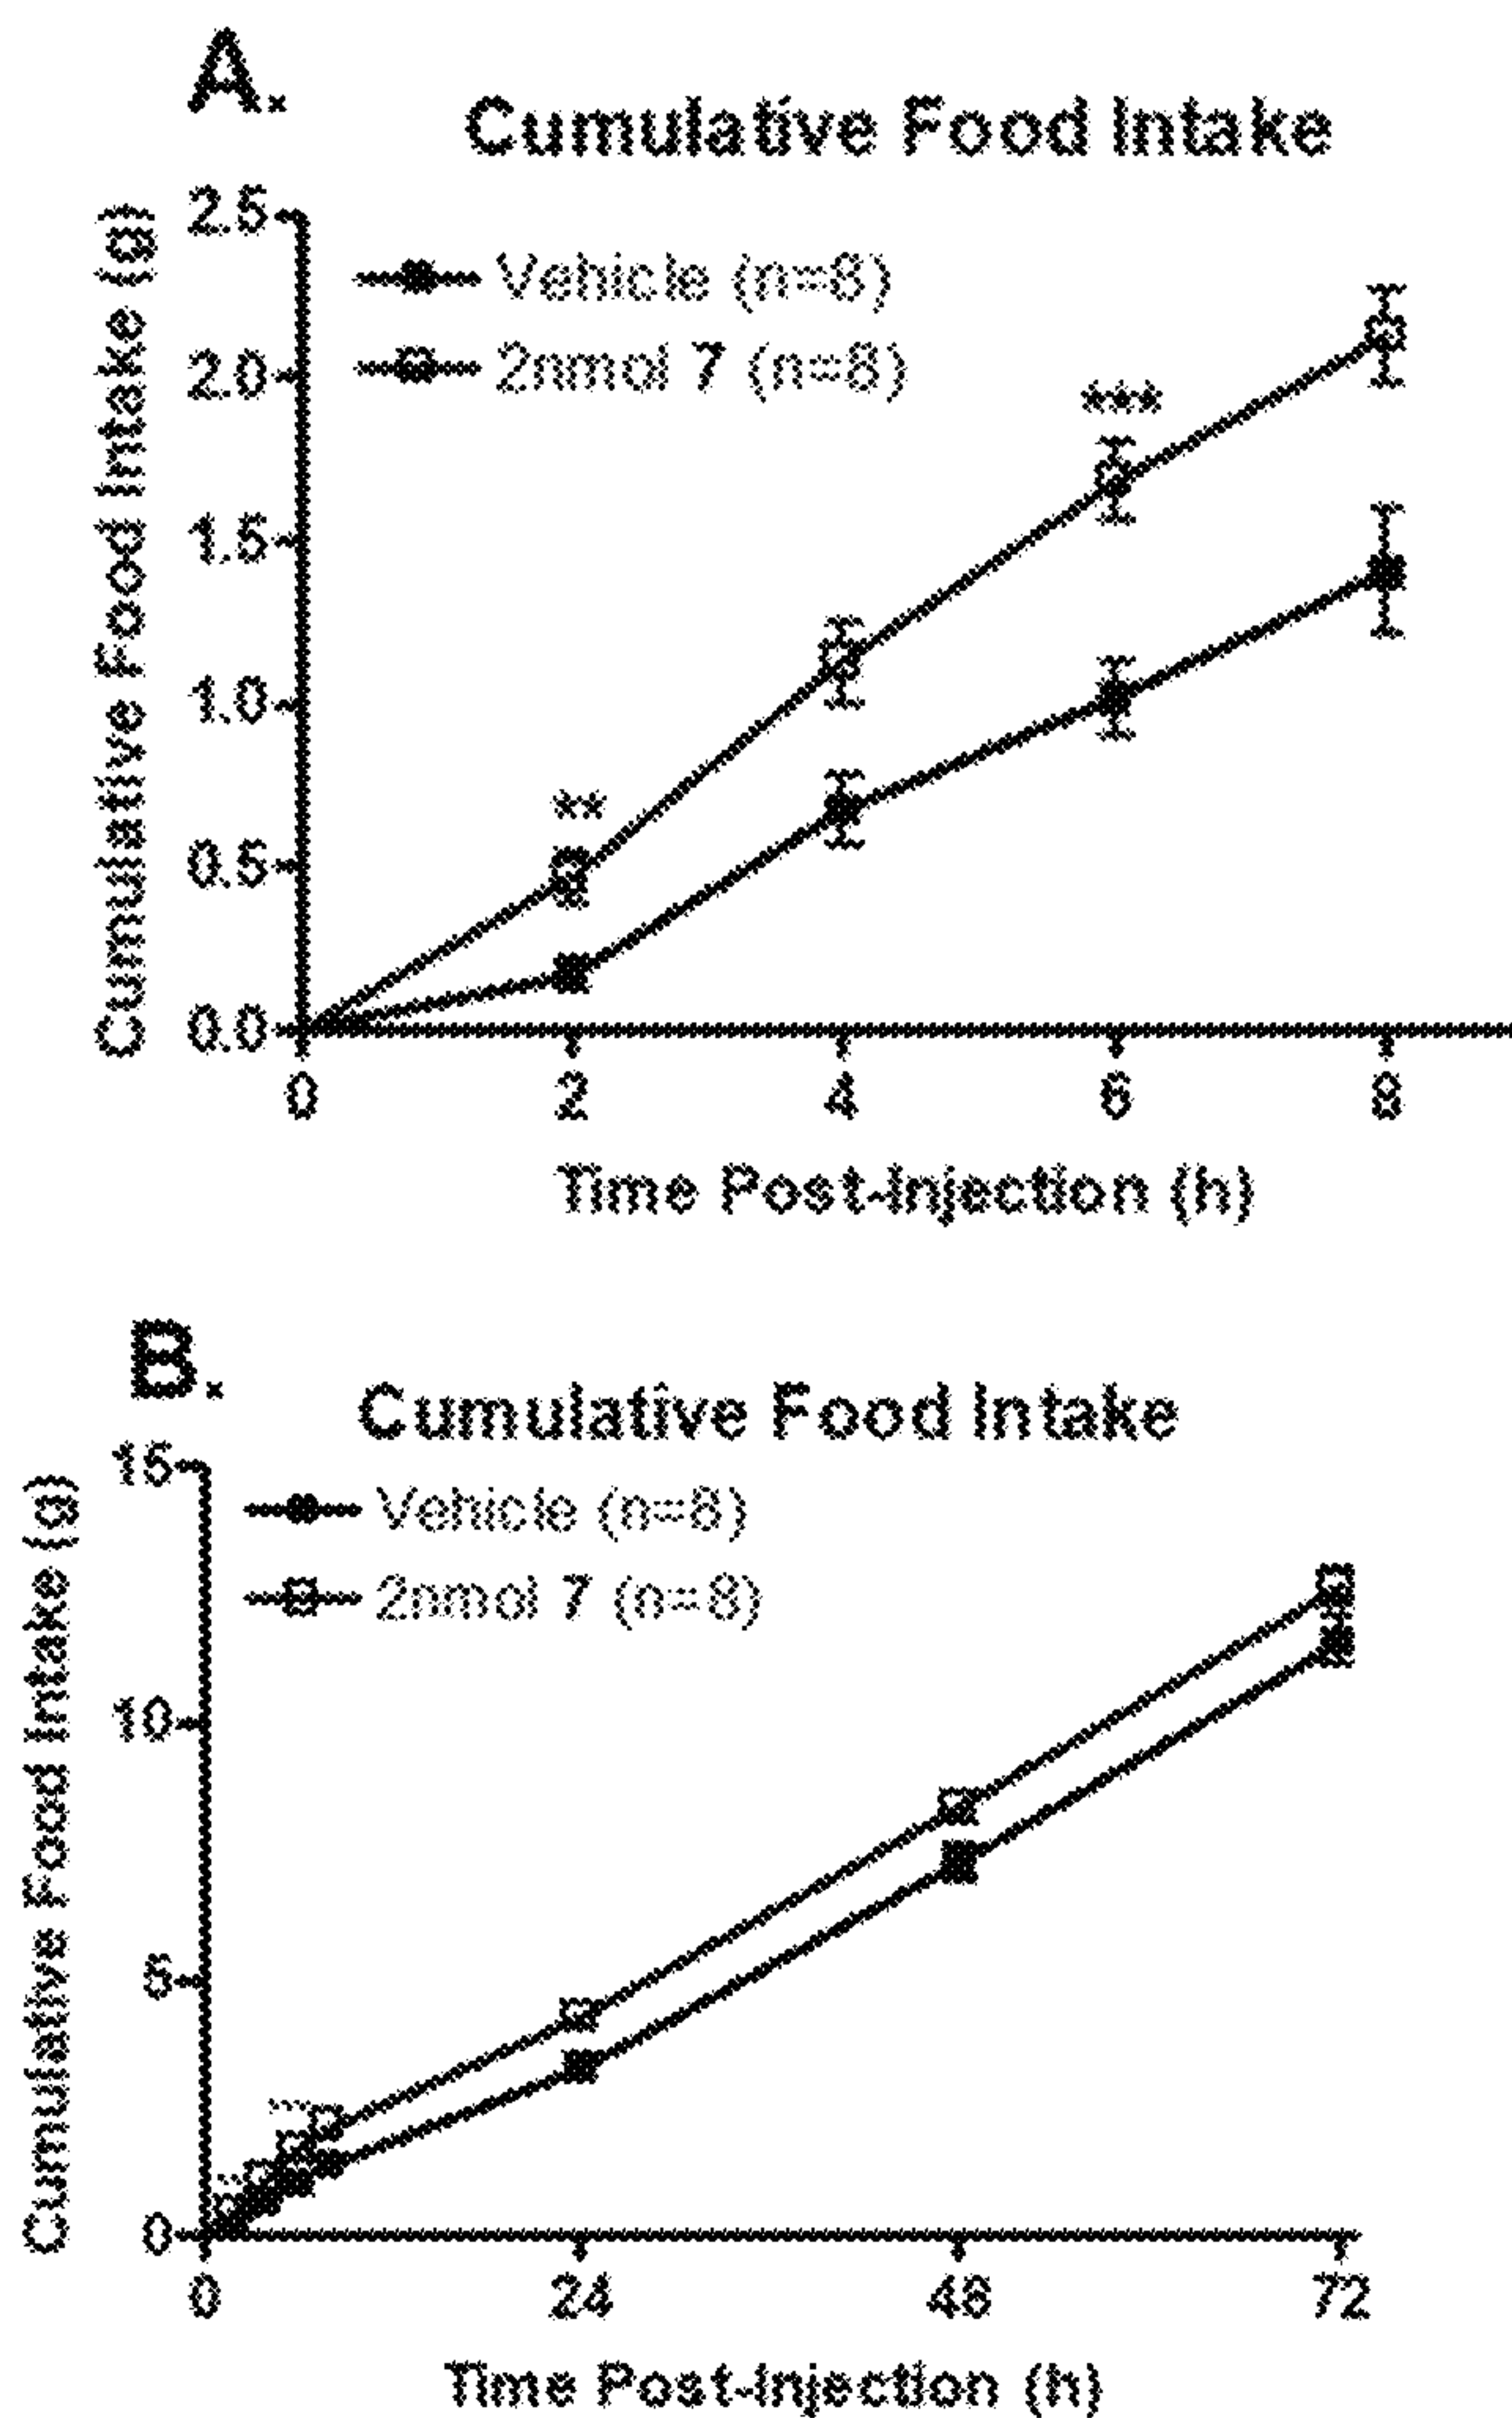 A.
Cumulative Food Intake
Cumulative Food Intake (g)
2.5
2.0
1.5
1.0
0.5
0.0
Vehicle (n=8)
2nmol 7 (n=8)
**
***
0 2 4 6 8
Time Post-Injection (h)
B.
Cumulative Food Intake
Cumulative Food Intake (g)
15
10
5
0
Vehicle (n=8)
2nmol 7 (n=8)
0 24 48 72
Time Post-Injection (h)